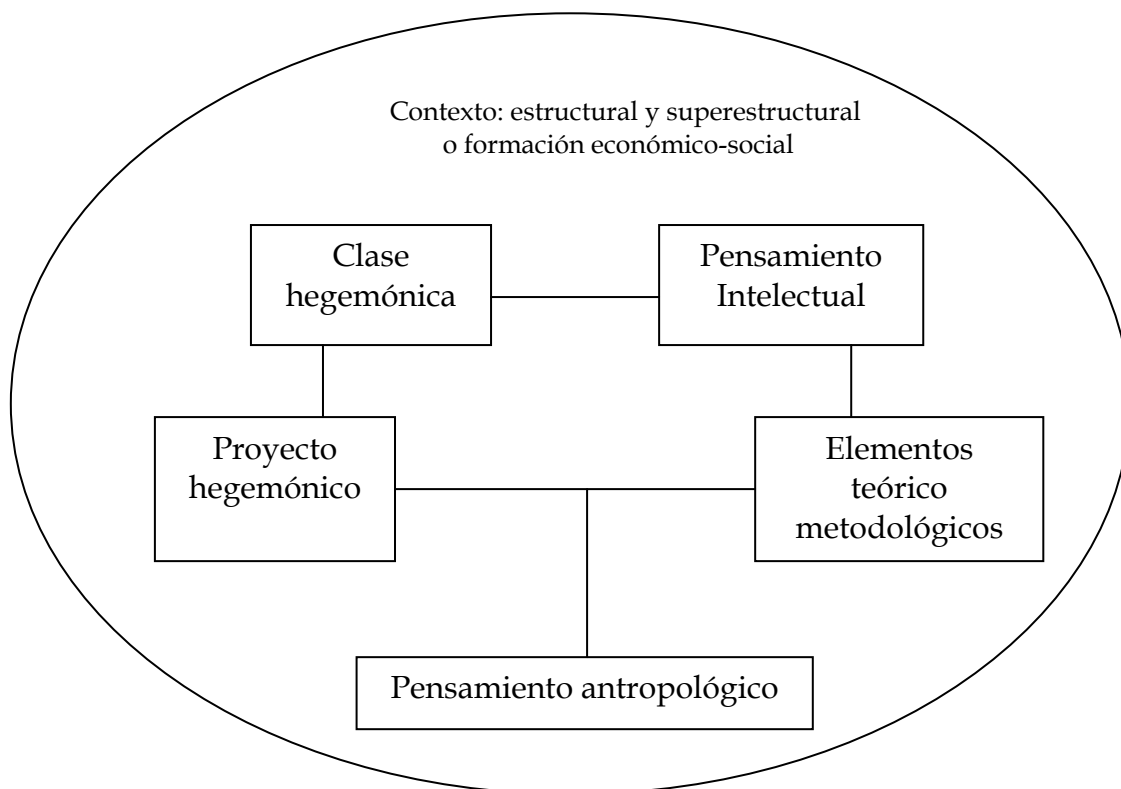 Contexto: estructural y superestructural
o formación económico-social
Clase
hegemónica
Pensamiento
Intelectual
Proyecto
hegemónico
Elementos
teórico
metodológicos
Pensamiento antropológico